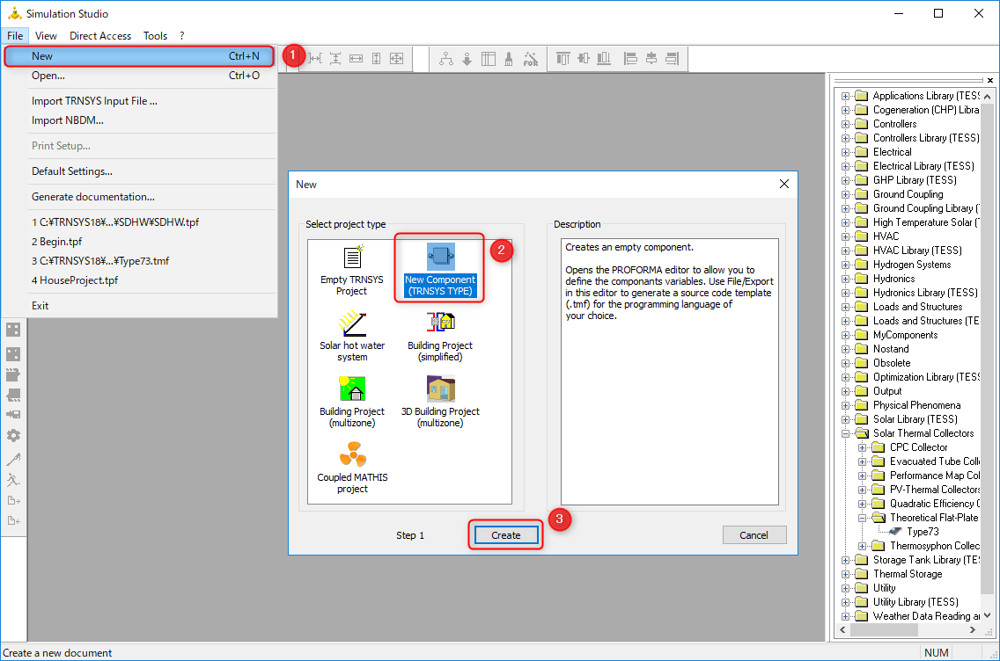 Simulation Studio
File View Direct Access Tools ?
New Ctrl+N
1
Open... Ctrl+O
Import TRNSYS Input File ...
Import NBDM...
Print Setup...
Default Settings...
Generate documentation...
1 C:¥TRNSYS18¥...¥SDHW¥SDHW.tpf
2 Begin.tpf
3 C:¥TRNSYS18¥...¥Type73.tmf
4 HouseProject.tpf
Exit
FOR
New
Select project type
Empty TRNSYS
Project
New Component
(TRNSYS TYPE)
2
Solar hot water
system
Building Project
(simplified)
Building Project
(multizone)
3D Building Project
(multizone)
Coupled MATHIS
project
Description
Creates an empty component.
Opens the PROFORMA editor to allow you to
define the componants variables. Use File/Export
in this editor to generate a source code template
(.tmf) for the programming language of
your choice.
Step 1
Create
3
Cancel
Applications Library (TESS
Cogeneration (CHP) Libra
Controllers
Controllers Library (TESS)
Electrical
Electrical Library (TESS)
GHP Library (TESS)
Ground Coupling
Ground Coupling Library (
High Temperature Solar (
HVAC
HVAC Library (TESS)
Hydrogen Systems
Hydronics
Hydronics Library (TESS)
Loads and Structures
Loads and Structures (TE
MyComponents
Nostand
Obsolete
Optimization Library (TESS
Output
Physical Phenomena
Solar Library (TESS)
Solar Thermal Collectors
CPC Collector
Evacuated Tube Coll
Performance Map Col
PV-Thermal Collectors
Quadratic Efficiency C
Theoretical Flat-Plate
Type73
Thermosyphon Collec
Storage Tank Library (TE
Thermal Storage
Utility
Utility Library (TESS)
Weather Data Reading a
Create a new document
NUM